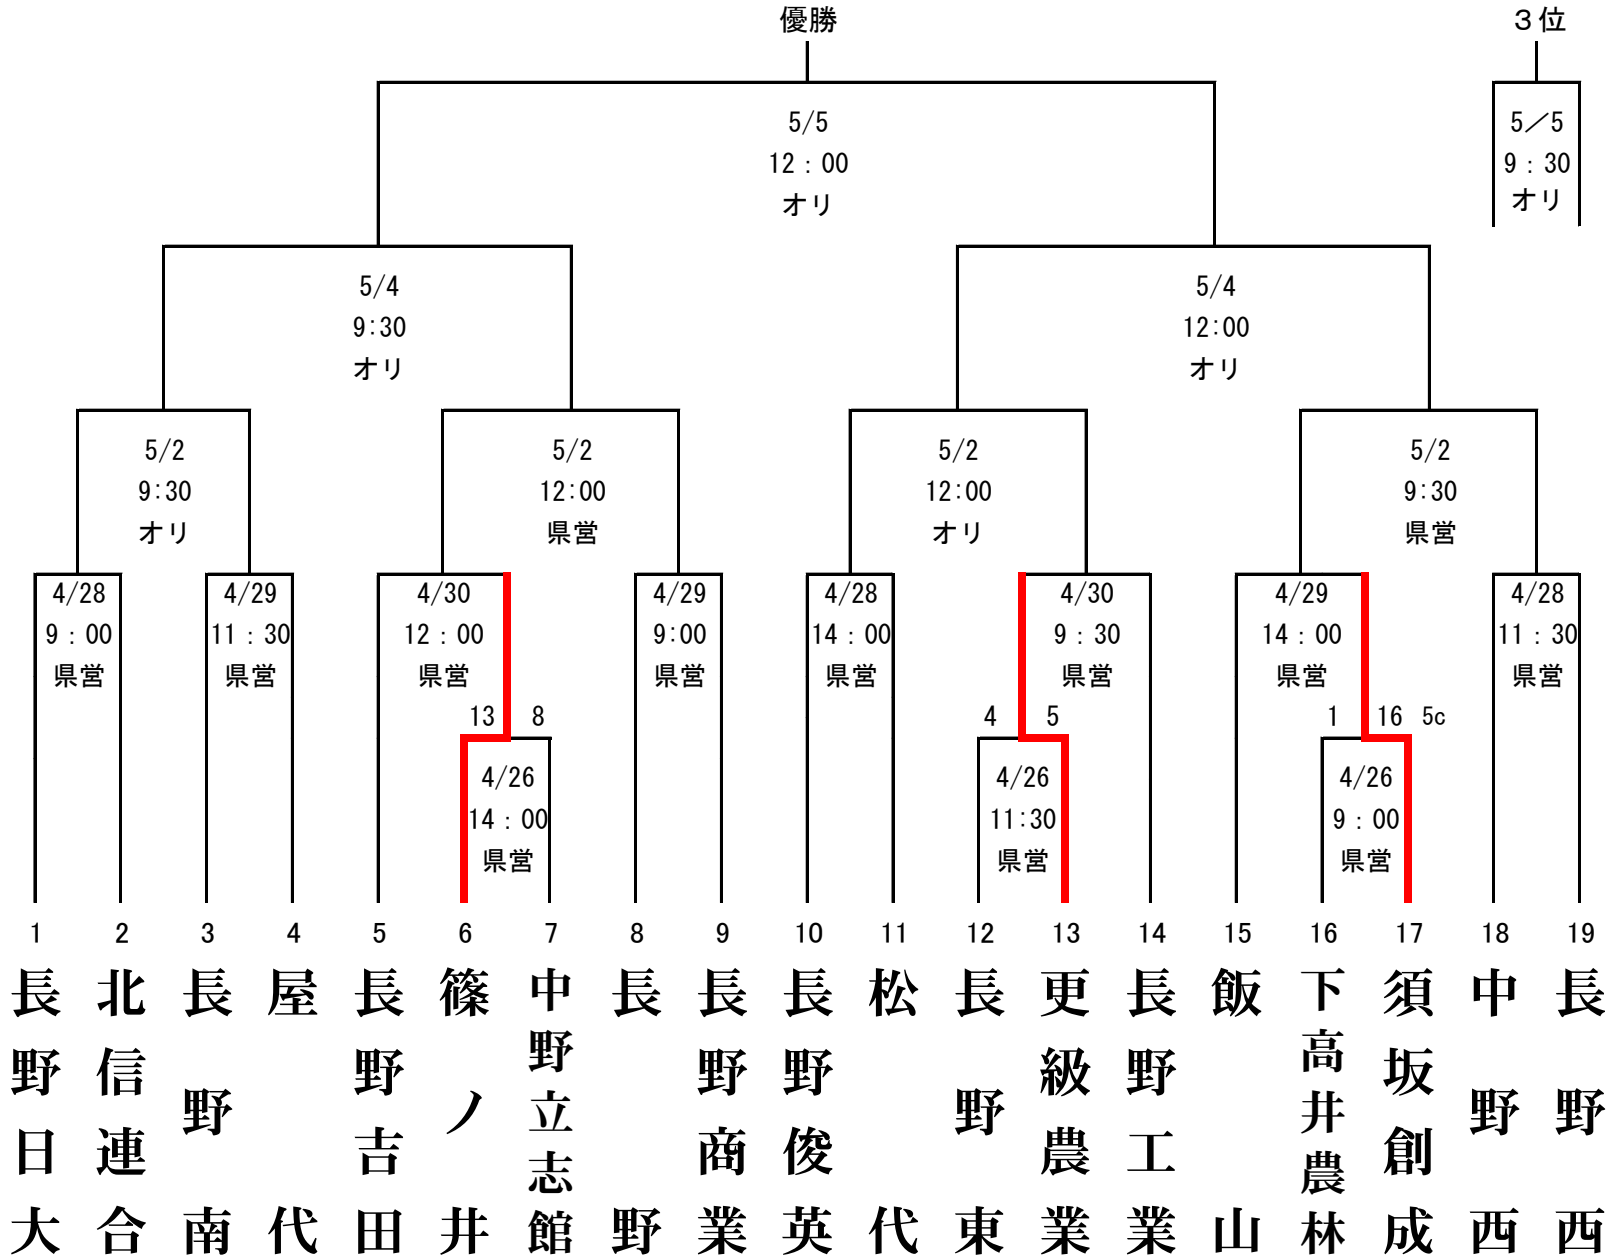 優勝
３位
5/5
12：00
オリ
5／5
9：30
オリ
5/4
9:30
オリ
5/4
12:00
オリ
5/2
9:30
オリ
5/2
12:00
県営
5/2
12:00
オリ
5/2
9:30
県営
4/28
9：00
県営
4/29
11：30
県営
4/30
12：00
県営
4/29
9:00
県営
4/28
14：00
県営
4/30
9：30
県営
4/29
14：00
県営
4/28
11：30
県営
13 8
4 5
1 16 5c
4/26
14：00
県営
4/26
11:30
県営
4/26
9：00
県営
1 2 3 4 5 6 7 8 9 10 11 12 13 14 15 16 17 18 19
長野日大
北信連合
長野南
屋代
長野吉田
篠ノ井
中野立志館
長野
長野商業
長野俊英
松代
長野東
更級農業
長野工業
飯山
下高井農林
須坂創成
中野西
長野西